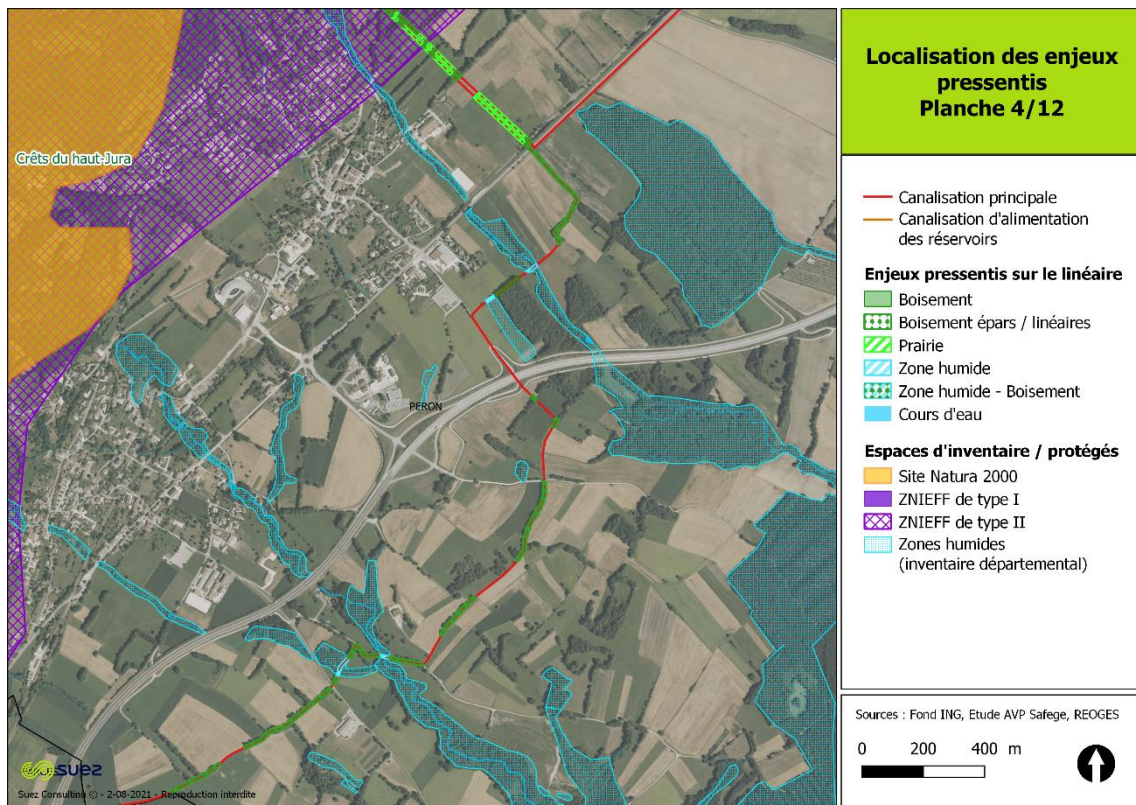 Localisation des enjeux
pressentis
Planche 4/12
Canalisation principale
Canalisation d'alimentation
des réservoirs
Enjeux pressentis sur le linéaire
Boisement
Boisement épars / linéaires
Prairie
Zone humide
Zone humide - Boisement
Cours d'eau
Espaces d'inventaire / protégés
Site Natura 2000
ZNIEFF de type I
ZNIEFF de type II
Zones humides
(inventaire départemental)
Sources : Fond ING, Etude AVP Safege, REOGES
0 200 400 m
Crêts du haut-Jura
PERON
suez
Suez Consulting © - 2-08-2021 - Reproduction interdite